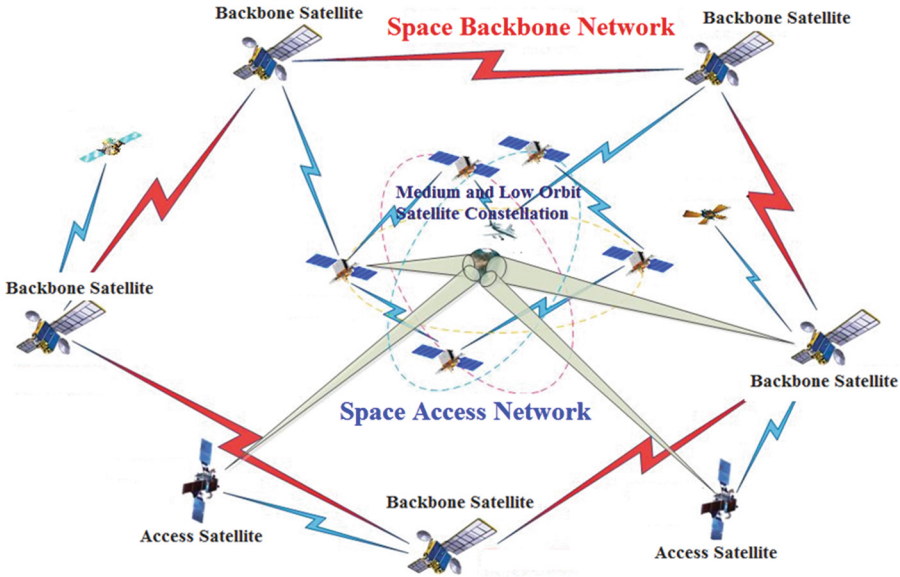 Backbone Satellite
Space Backbone Network
Backbone Satellite
Medium and Low Orbit
Satellite Constellation
Backbone Satellite
Backbone Satellite
Space Access Network
Backbone Satellite
Access Satellite
Access Satellite